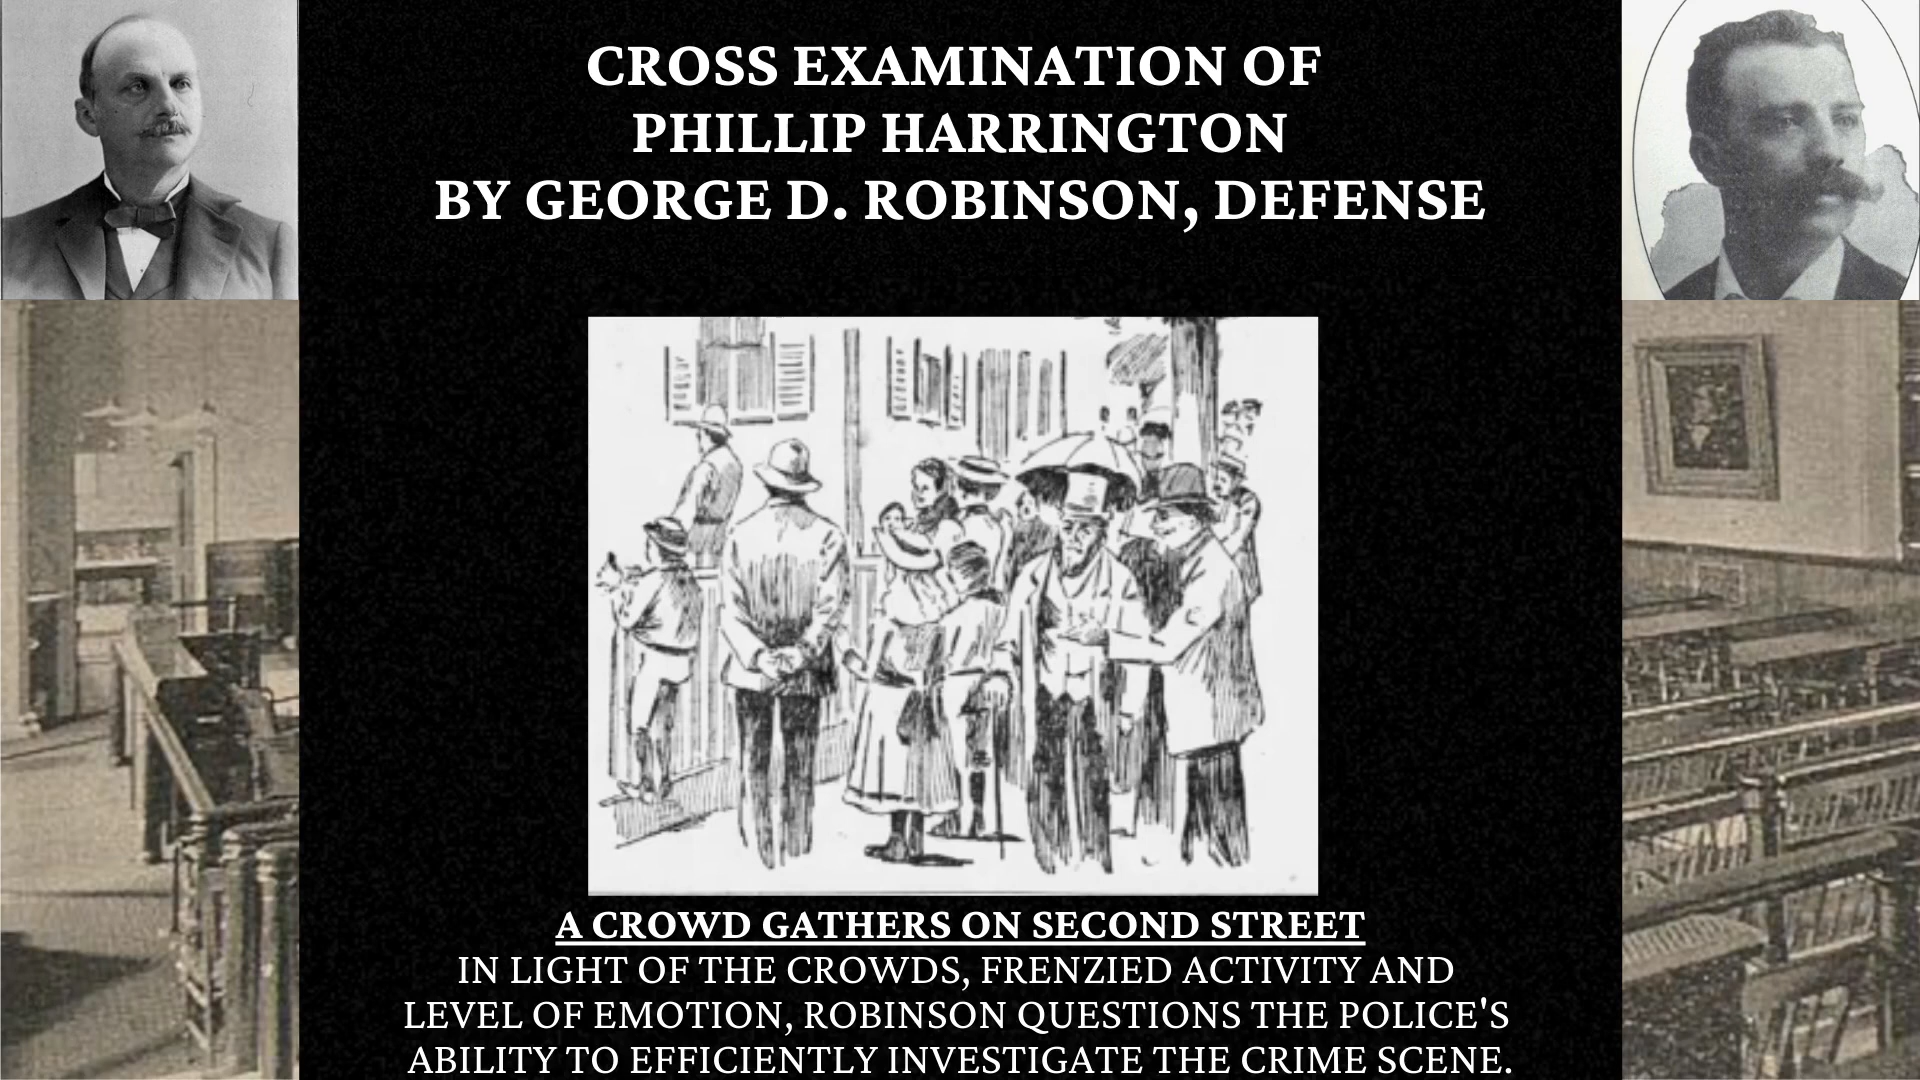 CROSS EXAMINATION OF
PHILLIP HARRINGTON
BY GEORGE D. ROBINSON, DEFENSE
A CROWD GATHERS ON SECOND STREET
IN LIGHT OF THE CROWDS, FRENZIED ACTIVITY AND
LEVEL OF EMOTION, ROBINSON QUESTIONS THE POLICE'S
ABILITY TO EFFICIENTLY INVESTIGATE THE CRIME SCENE.